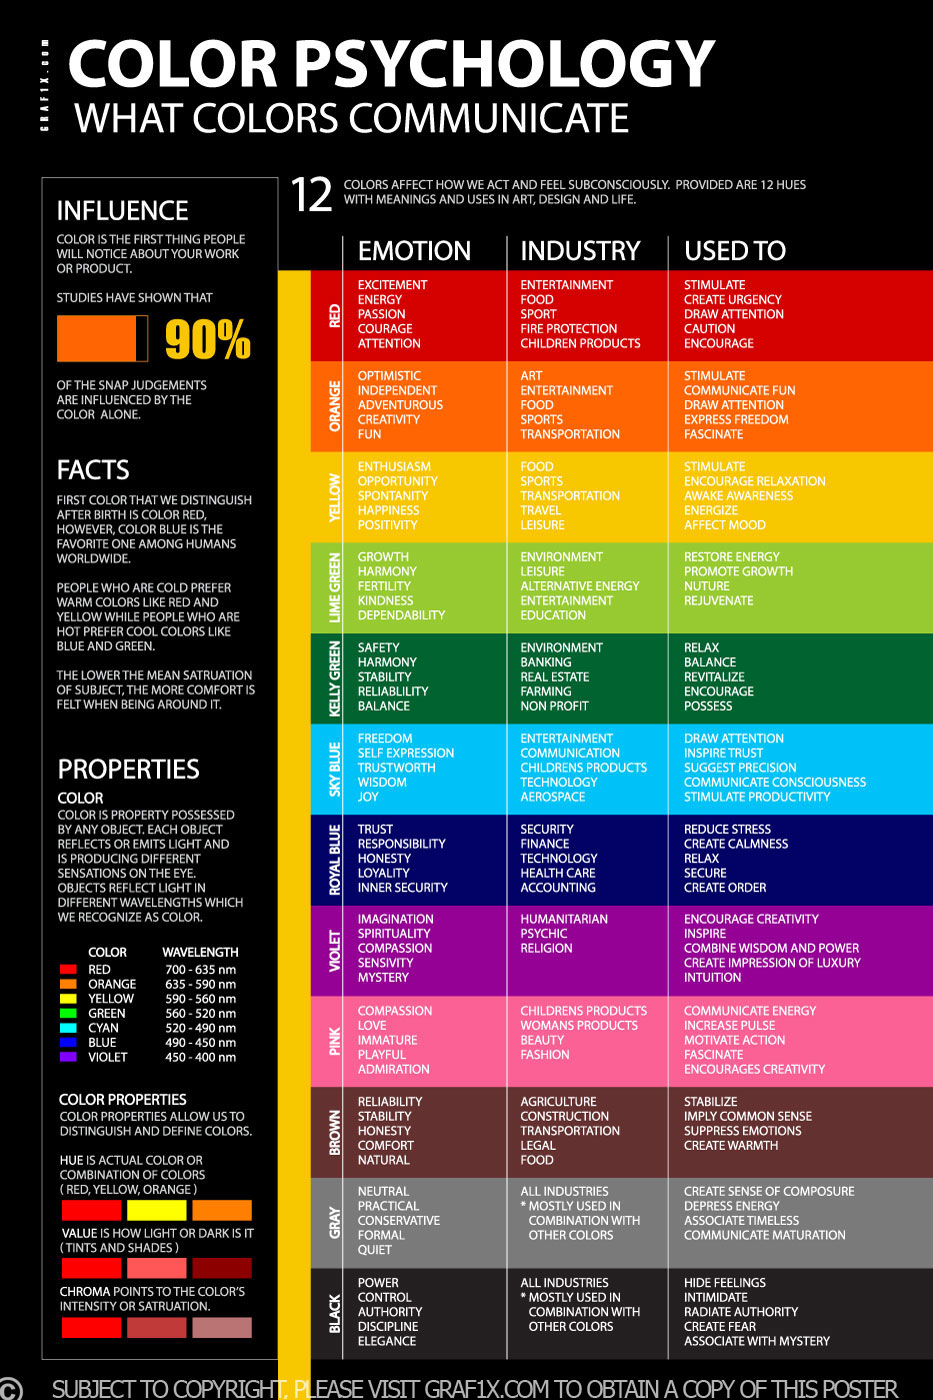 GRAF1X.com
COLOR PSYCHOLOGY
WHAT COLORS COMMUNICATE
INFLUENCE
COLOR IS THE FIRST THING PEOPLE
WILL NOTICE ABOUT YOUR WORK
OR PRODUCT.
STUDIES HAVE SHOWN THAT
90%
OF THE SNAP JUDGEMENTS
ARE INFLUENCED BY THE
COLOR ALONE.
FACTS
FIRST COLOR THAT WE DISTINGUISH
AFTER BIRTH IS COLOR RED,
HOWEVER, COLOR BLUE IS THE
FAVORITE ONE AMONG HUMANS
WORLDWIDE.
PEOPLE WHO ARE COLD PREFER
WARM COLORS LIKE RED AND
YELLOW WHILE PEOPLE WHO ARE
HOT PREFER COOL COLORS LIKE
BLUE AND GREEN.
THE LOWER THE MEAN SATRUATION
OF SUBJECT, THE MORE COMFORT IS
FELT WHEN BEING AROUND IT.
PROPERTIES
COLOR
COLOR IS PROPERTY POSSESSED
BY ANY OBJECT. EACH OBJECT
REFLECTS OR EMITS LIGHT AND
IS PRODUCING DIFFERENT
SENSATIONS ON THE EYE.
OBJECTS REFLECT LIGHT IN
DIFFERENT WAVELENGTHS WHICH
WE RECOGNIZE AS COLOR.
COLOR WAVELENGTH
RED 700 - 635 nm
ORANGE 635 - 590 nm
YELLOW 590 - 560 nm
GREEN 560 - 520 nm
CYAN 520 - 490 nm
BLUE 490 - 450 nm
VIOLET 450 - 400 nm
COLOR PROPERTIES
COLOR PROPERTIES ALLOW US TO
DISTINGUISH AND DEFINE COLORS.
HUE IS ACTUAL COLOR OR
COMBINATION OF COLORS
( RED, YELLOW, ORANGE )
VALUE IS HOW LIGHT OR DARK IS IT
( TINTS AND SHADES )
CHROMA POINTS TO THE COLOR'S
INTENSITY OR SATRUATION.
12
COLORS AFFECT HOW WE ACT AND FEEL SUBCONSCIOUSLY. PROVIDED ARE 12 HUES
WITH MEANINGS AND USES IN ART, DESIGN AND LIFE.
EMOTION INDUSTRY USED TO
RED
EXCITEMENT ENTERTAINMENT STIMULATE
ENERGY FOOD CREATE URGENCY
PASSION SPORT DRAW ATTENTION
COURAGE FIRE PROTECTION CAUTION
ATTENTION CHILDREN PRODUCTS ENCOURAGE
ORANGE
OPTIMISTIC ART STIMULATE
INDEPENDENT ENTERTAINMENT COMMUNICATE FUN
ADVENTUROUS FOOD DRAW ATTENTION
CREATIVITY SPORTS EXPRESS FREEDOM
FUN TRANSPORTATION FASCINATE
YELLOW
ENTHUSIASM FOOD STIMULATE
OPPORTUNITY SPORTS ENCOURAGE RELAXATION
SPONTANITY TRANSPORTATION AWAKE AWARENESS
HAPPINESS TRAVEL ENERGIZE
POSITIVITY LEISURE AFFECT MOOD
LIME GREEN
GROWTH ENVIRONMENT RESTORE ENERGY
HARMONY LEISURE PROMOTE GROWTH
FERTILITY ALTERNATIVE ENERGY NUTURE
KINDNESS ENTERTAINMENT REJUVENATE
DEPENDABILITY EDUCATION
KELLY GREEN
SAFETY ENVIRONMENT RELAX
HARMONY BANKING BALANCE
STABILITY REAL ESTATE REVITALIZE
RELIABLILITY FARMING ENCOURAGE
BALANCE NON PROFIT POSSESS
SKY BLUE
FREEDOM ENTERTAINMENT DRAW ATTENTION
SELF EXPRESSION COMMUNICATION INSPIRE TRUST
TRUSTWORTH CHILDRENS PRODUCTS SUGGEST PRECISION
WISDOM TECHNOLOGY COMMUNICATE CONSCIOUSNESS
JOY AEROSPACE STIMULATE PRODUCTIVITY
ROYAL BLUE
TRUST SECURITY REDUCE STRESS
RESPONSIBILITY FINANCE CREATE CALMNESS
HONESTY TECHNOLOGY RELAX
LOYALITY HEALTH CARE SECURE
INNER SECURITY ACCOUNTING CREATE ORDER
VIOLET
IMAGINATION HUMANITARIAN ENCOURAGE CREATIVITY
SPIRITUALITY PSYCHIC INSPIRE
COMPASSION RELIGION COMBINE WISDOM AND POWER
SENSIVITY CREATE IMPRESSION OF LUXURY
MYSTERY INTUITION
PINK
COMPASSION CHILDRENS PRODUCTS COMMUNICATE ENERGY
LOVE WOMANS PRODUCTS INCREASE PULSE
IMMATURE BEAUTY MOTIVATE ACTION
PLAYFUL FASHION FASCINATE
ADMIRATION ENCOURAGES CREATIVITY
BROWN
RELIABILITY AGRICULTURE STABILIZE
STABILITY CONSTRUCTION IMPLY COMMON SENSE
HONESTY TRANSPORTATION SUPPRESS EMOTIONS
COMFORT LEGAL CREATE WARMTH
NATURAL FOOD
GRAY
NEUTRAL ALL INDUSTRIES CREATE SENSE OF COMPOSURE
PRACTICAL * MOSTLY USED IN DEPRESS ENERGY
CONSERVATIVE COMBINATION WITH ASSOCIATE TIMELESS
FORMAL OTHER COLORS COMMUNICATE MATURATION
QUIET
BLACK
POWER ALL INDUSTRIES HIDE FEELINGS
CONTROL * MOSTLY USED IN INTIMIDATE
AUTHORITY COMBINATION WITH RADIATE AUTHORITY
DISCIPLINE OTHER COLORS CREATE FEAR
ELEGANCE ASSOCIATE WITH MYSTERY
© SUBJECT TO COPYRIGHT, PLEASE VISIT GRAF1X.COM TO OBTAIN A COPY OF THIS POSTER